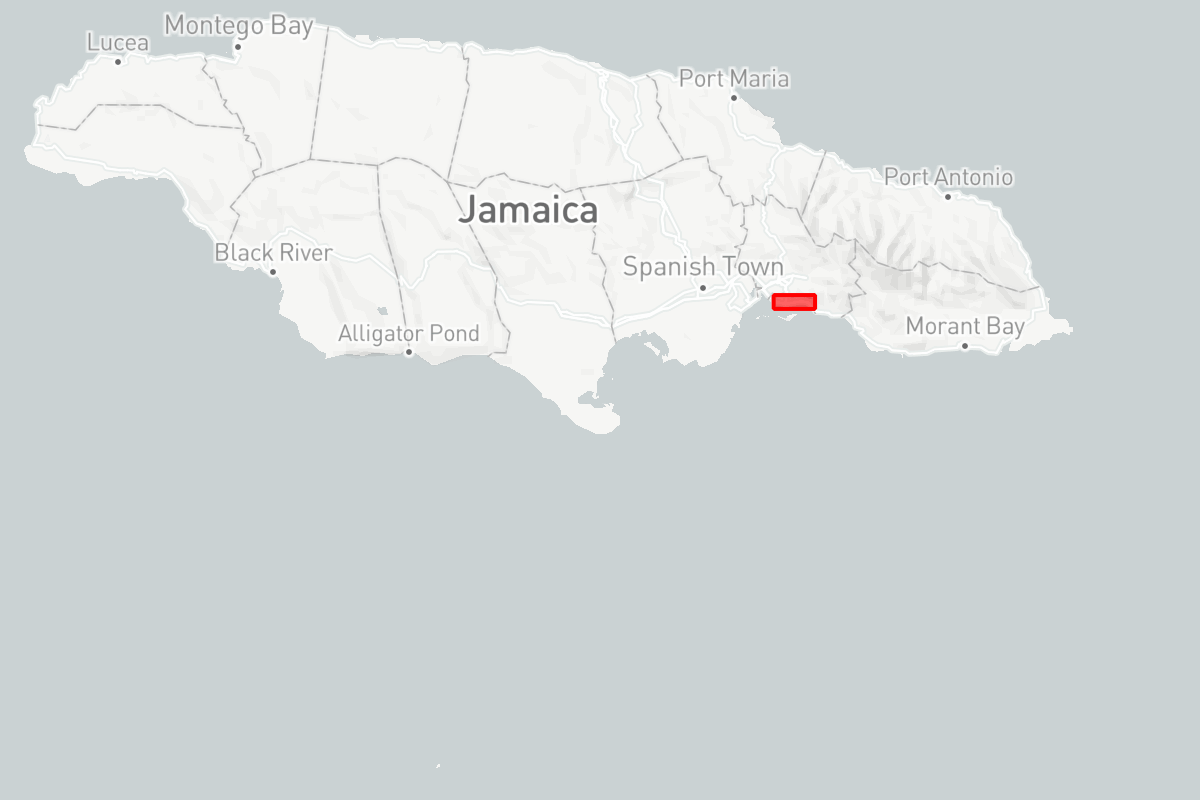 Montego Bay
Lucea
Port Maria
Port Antonio
Jamaica
Black River
Spanish Town
Morant Bay
Alligator Pond